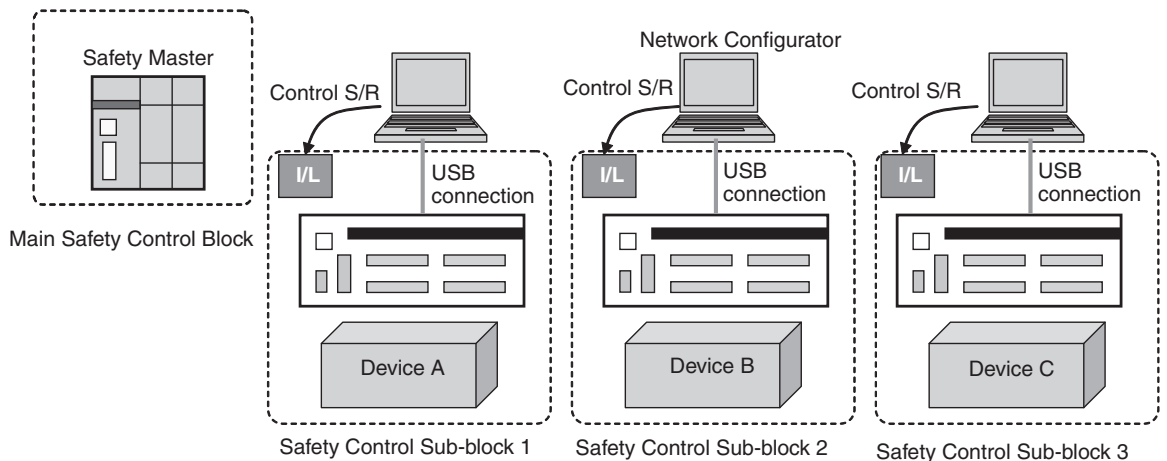 Safety Master
Main Safety Control Block
Network Configurator
Control S/R
I/L
USB
connection
Device A
Safety Control Sub-block 1
Control S/R
I/L
USB
connection
Device B
Safety Control Sub-block 2
Control S/R
I/L
USB
connection
Device C
Safety Control Sub-block 3